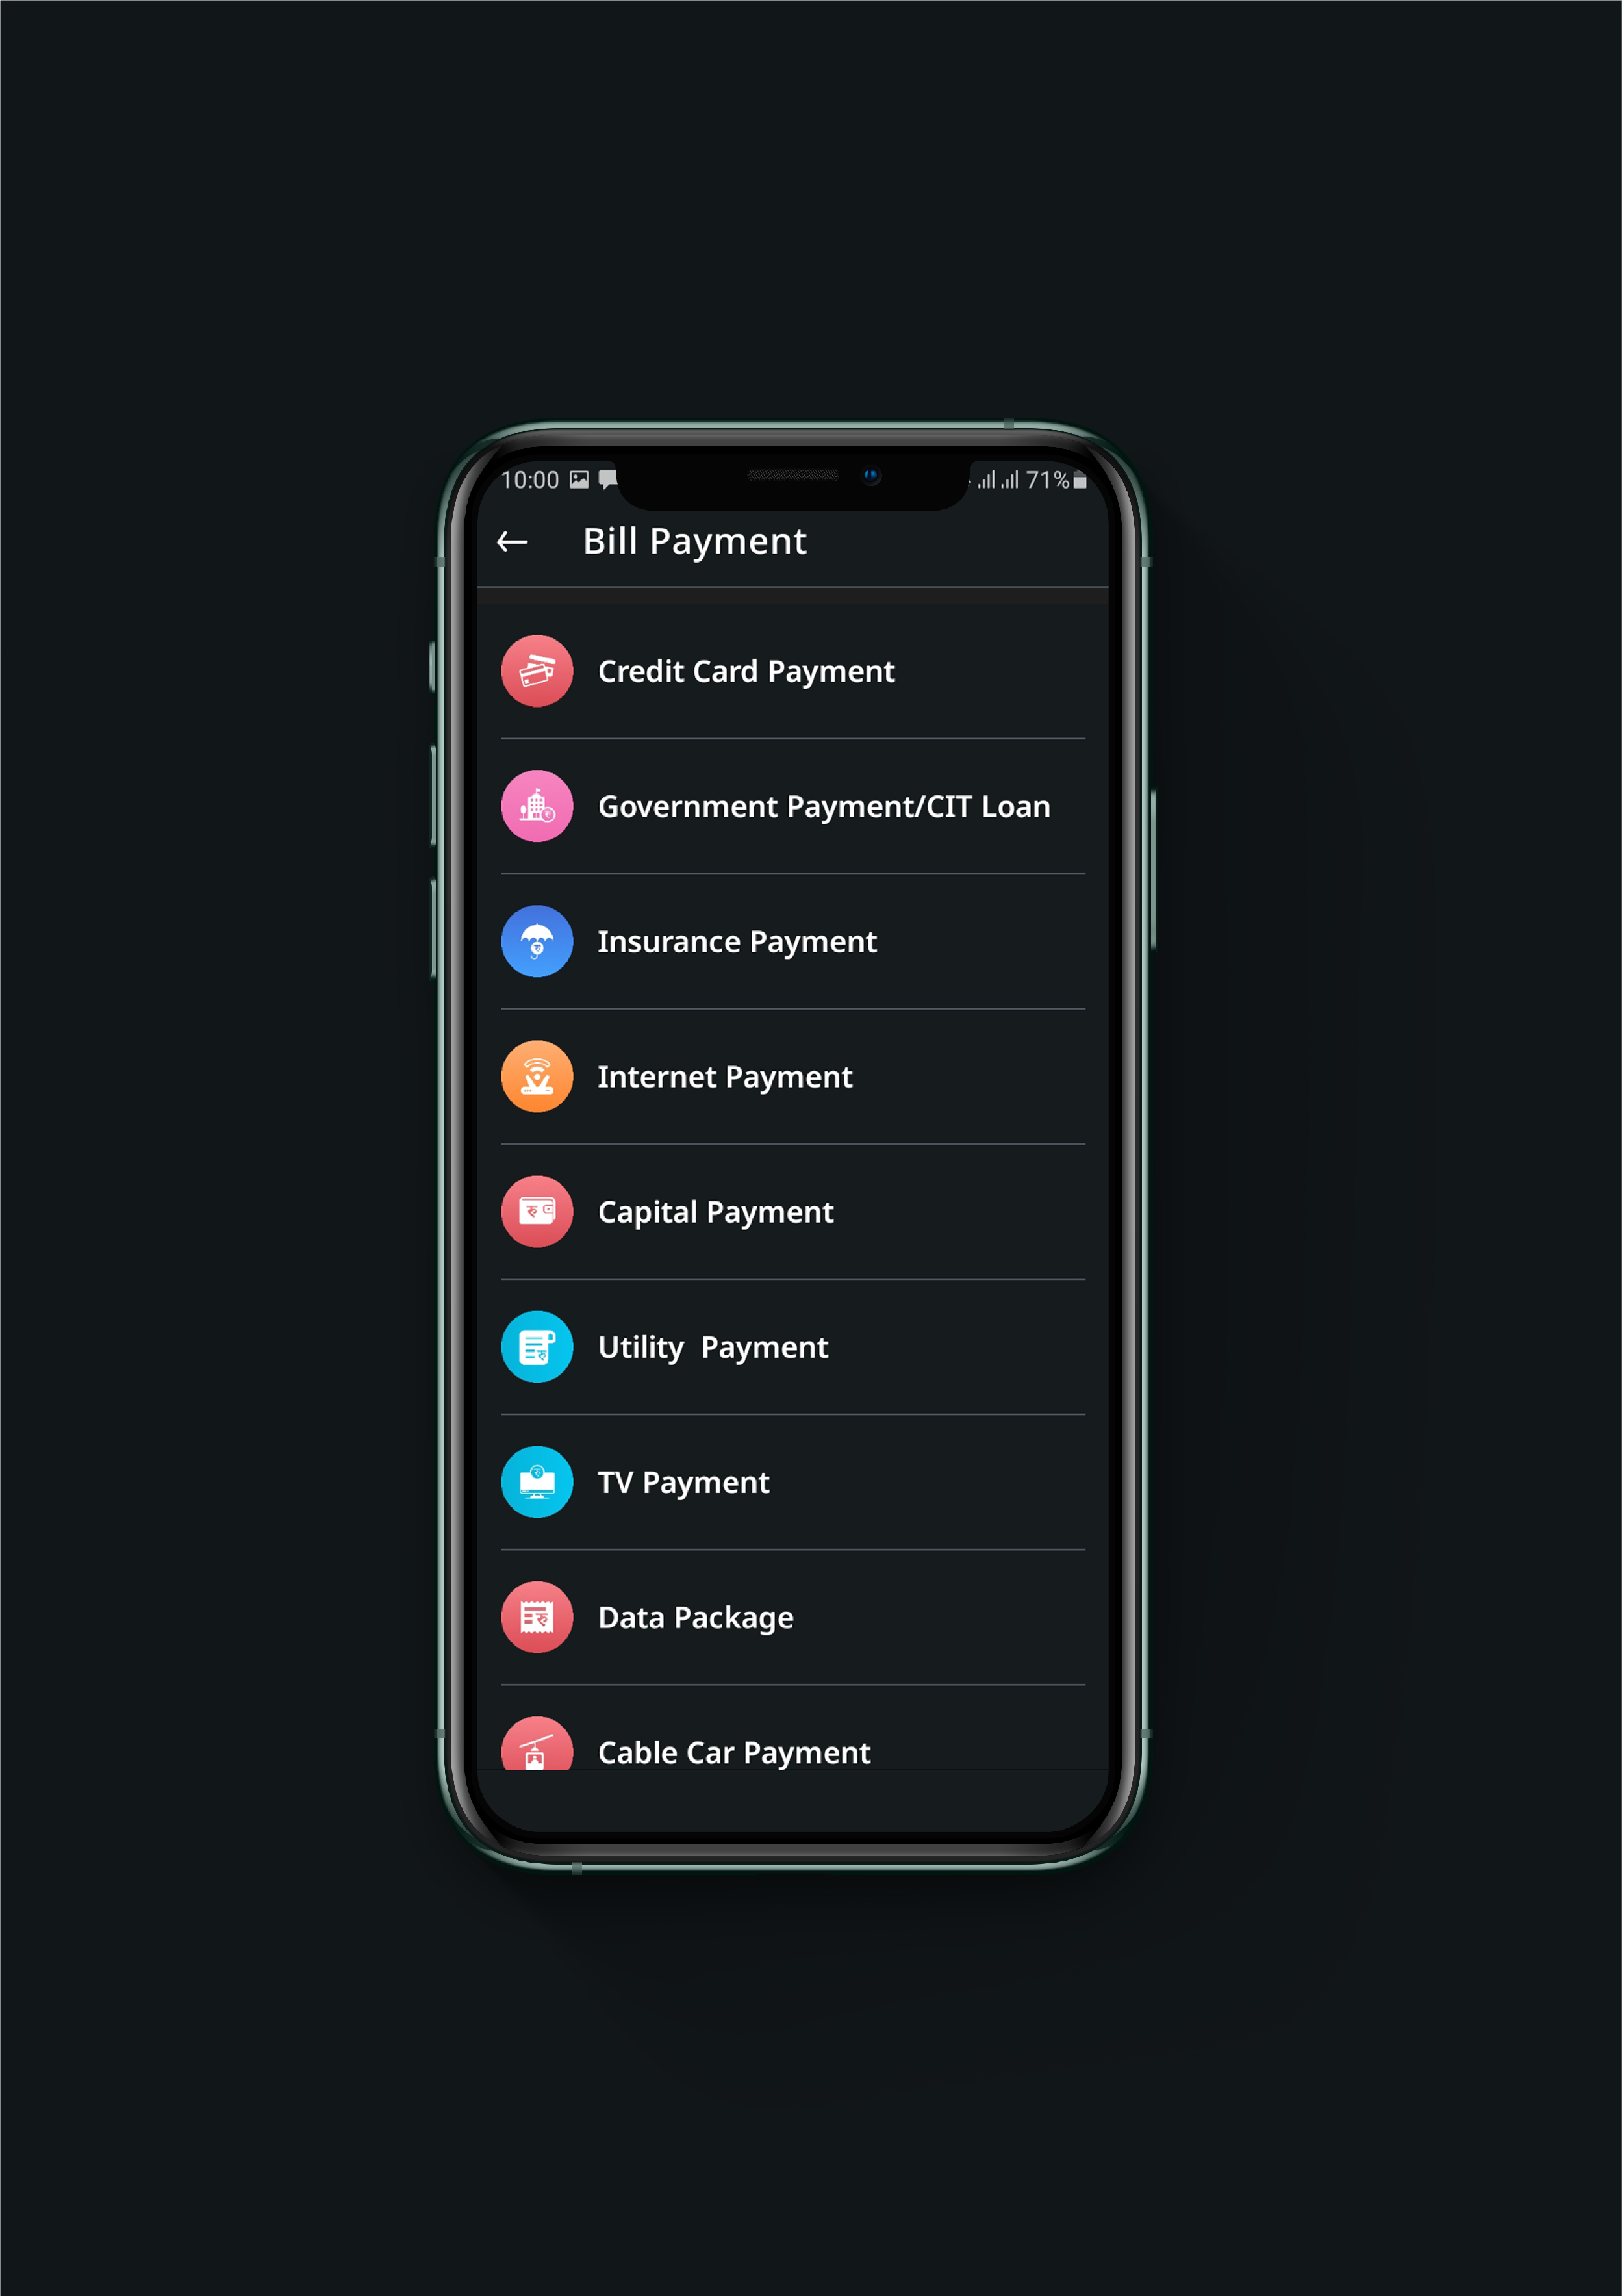 10:00 71%
Bill Payment
Credit Card Payment
Government Payment/CIT Loan
Insurance Payment
Internet Payment
रु
Capital Payment
रु
Utility  Payment
रु
TV Payment
रु
Data Package
Cable Car Payment